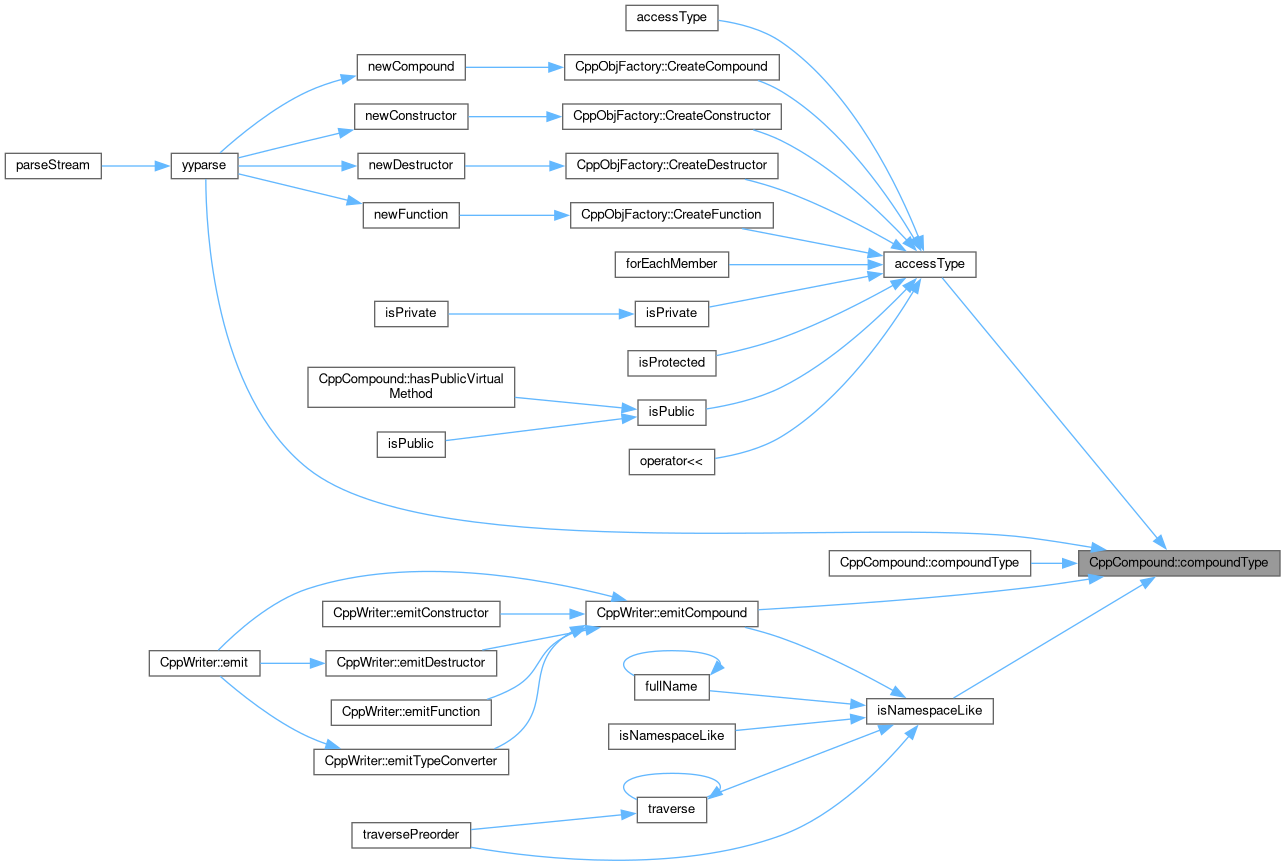 accessType
newCompound
CppObjFactory::CreateCompound
newConstructor
CppObjFactory::CreateConstructor
parseStream
yyparse
newDestructor
CppObjFactory::CreateDestructor
newFunction
CppObjFactory::CreateFunction
forEachMember
accessType
isPrivate
isPrivate
isProtected
CppCompound::hasPublicVirtual
Method
isPublic
isPublic
operator<<
CppCompound::compoundType
CppCompound::compoundType
CppWriter::emitConstructor
CppWriter::emitCompound
CppWriter::emit
CppWriter::emitDestructor
fullName
CppWriter::emitFunction
isNamespaceLike
isNamespaceLike
CppWriter::emitTypeConverter
traverse
traversePreorder